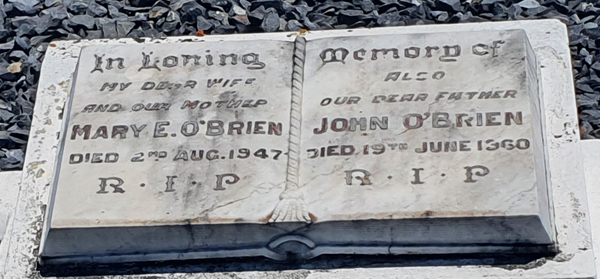 In Loving Memory of
MY DEAR WIFE
AND OUR MOTHER
MARY E. O'BRIEN
DIED 2ND AUG. 1947
R · I · P
ALSO
OUR DEAR FATHER
JOHN O'BRIEN
DIED 19TH JUNE 1960
R · I · P